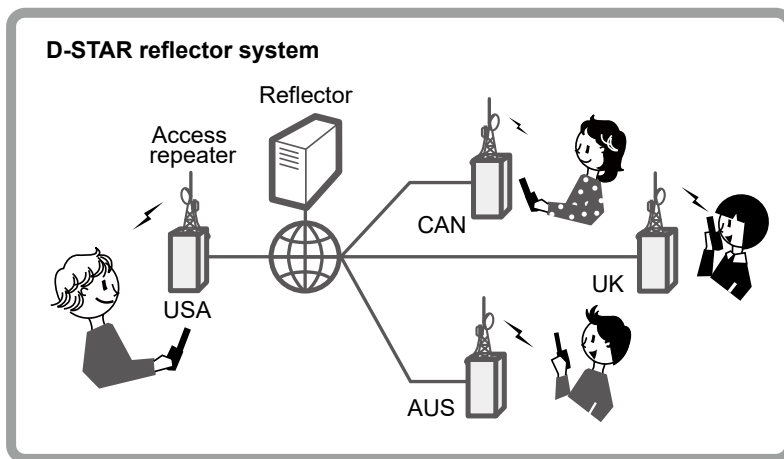 D-STAR reflector system
Reflector
Access
repeater
CAN
UK
USA
AUS